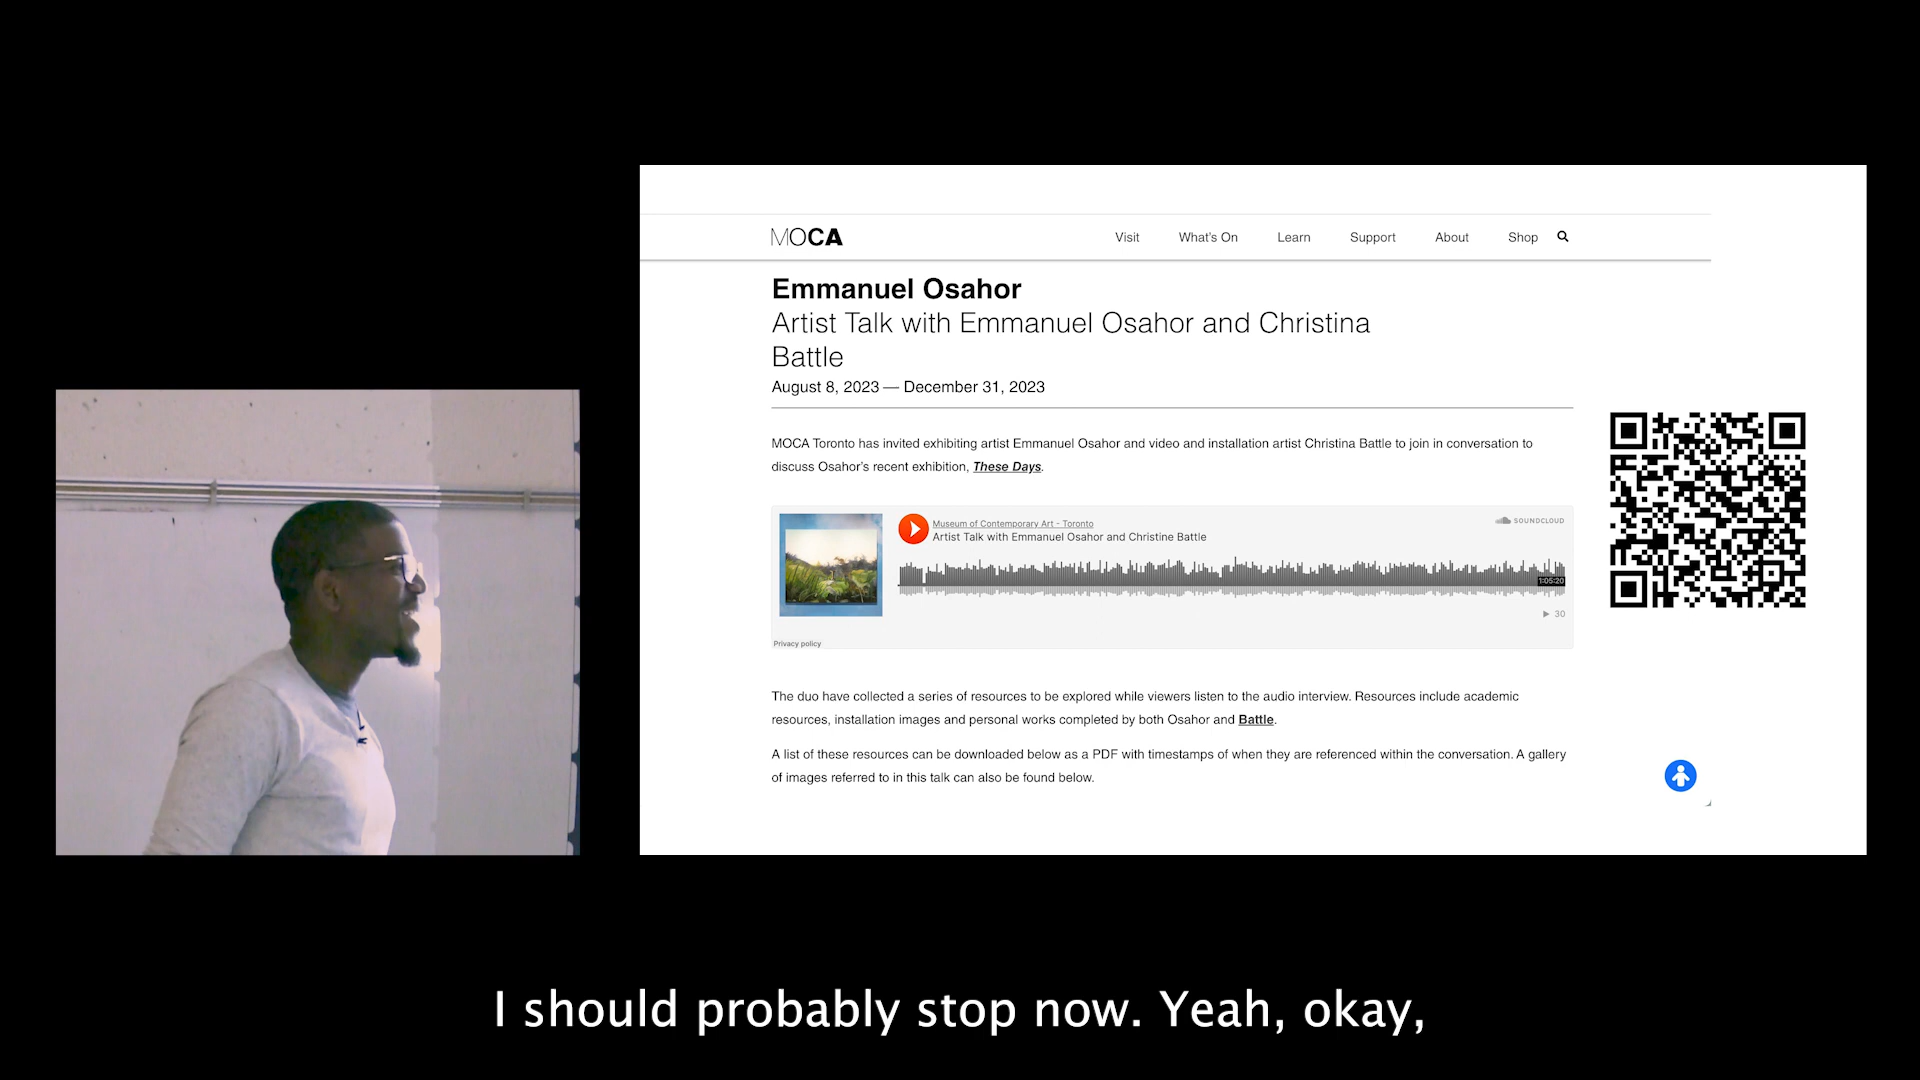 MOCA
Visit
What's On
Learn
Support
About
Shop
Emmanuel Osahor
Artist Talk with Emmanuel Osahor and Christina
Battle
August 8, 2023 — December 31, 2023
MOCA Toronto has invited exhibiting artist Emmanuel Osahor and video and installation artist Christina Battle to join in conversation to
discuss Osahor's recent exhibition, These Days.
Museum of Contemporary Art - Toronto
Artist Talk with Emmanuel Osahor and Christine Battle
SOUNDCLOUD
1:05:20
30
Privacy policy
The duo have collected a series of resources to be explored while viewers listen to the audio interview. Resources include academic
resources, installation images and personal works completed by both Osahor and Battle.
A list of these resources can be downloaded below as a PDF with timestamps of when they are referenced within the conversation. A gallery
of images referred to in this talk can also be found below.
I should probably stop now. Yeah, okay,